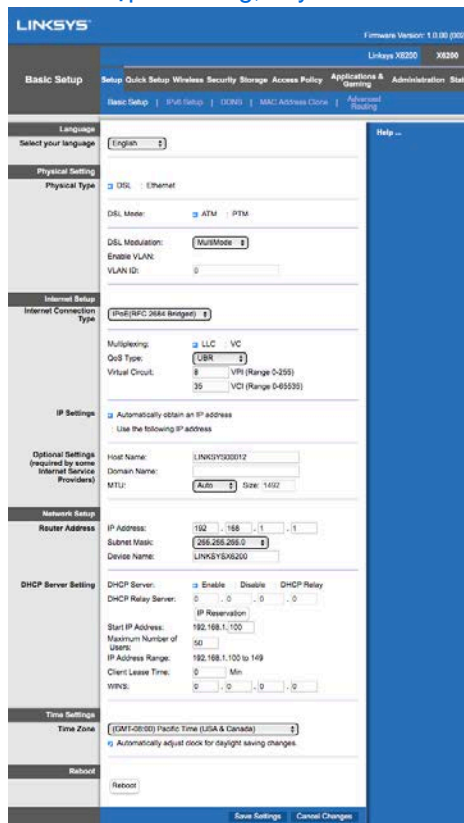 LINKSYS
Firmware Version: 1.0.00
Linksys X6200 X6200
Basic Setup
Setup Quick Setup Wireless Security Storage Access Policy Applications & Gaming Administration
Basic Setup | IPv6 Setup | DDNS | MAC Address Clone | Advanced Routing
Language
Help ...
Select your language English
Physical Setting
Physical Type DSL Ethernet
DSL Mode: ATM PTM
DSL Modulation: MultiMode
Enable VLAN:
VLAN ID: 0
Internet Setup
Internet Connection Type IPoE(RFC 2684 Bridged)
Multiplexing: LLC VC
QoS Type: UBR
Virtual Circuit: 8 VPI (Range 0-255)
35 VCI (Range 0-65535)
IP Settings Automatically obtain an IP address
Use the following IP address
Optional Settings (required by some Internet Service Providers)
Host Name: LINKSYS00012
Domain Name:
MTU: Auto Size: 1492
Network Setup
Router Address IP Address: 192 . 168 . 1 . 1
Subnet Mask: 255.255.255.0
Device Name: LINKSYSX6200
DHCP Server Setting DHCP Server: Enable Disable DHCP Relay
DHCP Relay Server: 0 . 0 . 0 . 0
IP Reservation
Start IP Address: 192.168.1. 100
Maximum Number of Users: 50
IP Address Range: 192.168.1.100 to 149
Client Lease Time: 0 Min
WINS: 0 . 0 . 0 . 0
Time Settings
Time Zone (GMT-08:00) Pacific Time (USA & Canada)
Automatically adjust clock for daylight saving changes.
Reboot
Reboot
Save Settings Cancel Changes